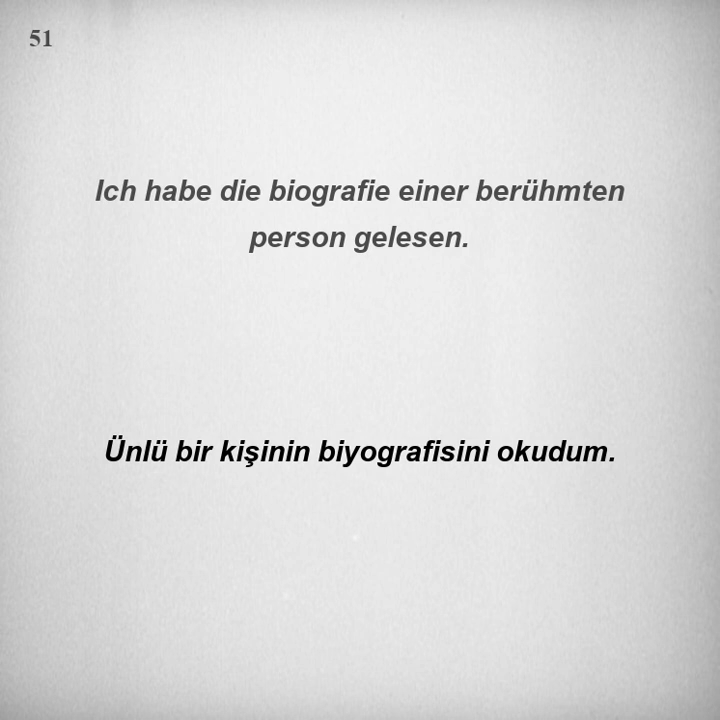 51
Ich habe die biografie einer berühmten
person gelesen.
Ünlü bir kişinin biyografisini okudum.